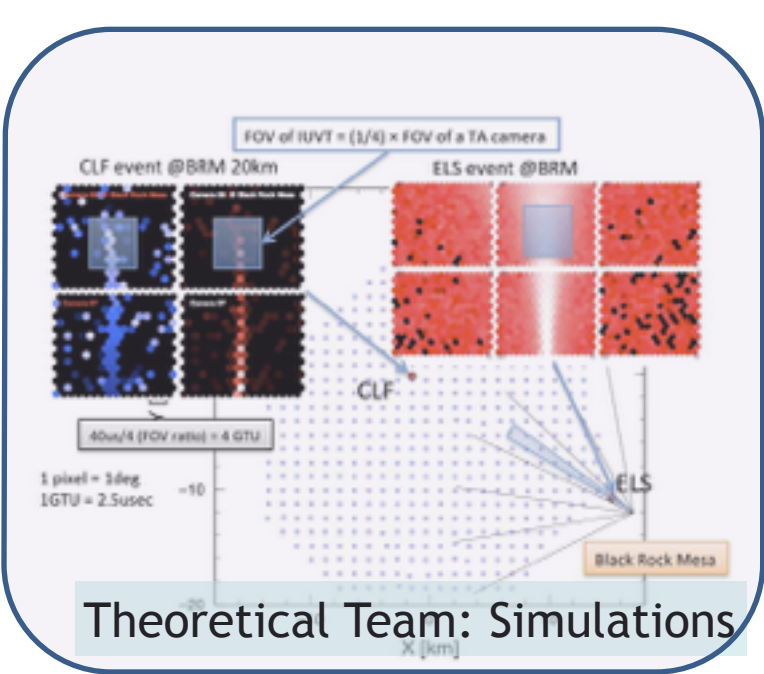 FOV of IUVT = (1/4) × FOV of a TA camera
CLF event @BRM 20km
ELS event @BRM
CLF
40us/4 (FOV ratio) = 4 GTU
1 pixel = 1deg
1GTU = 2.5usec
−10
ELS
Black Rock Mesa
−20
Theoretical Team: Simulations
X [km]